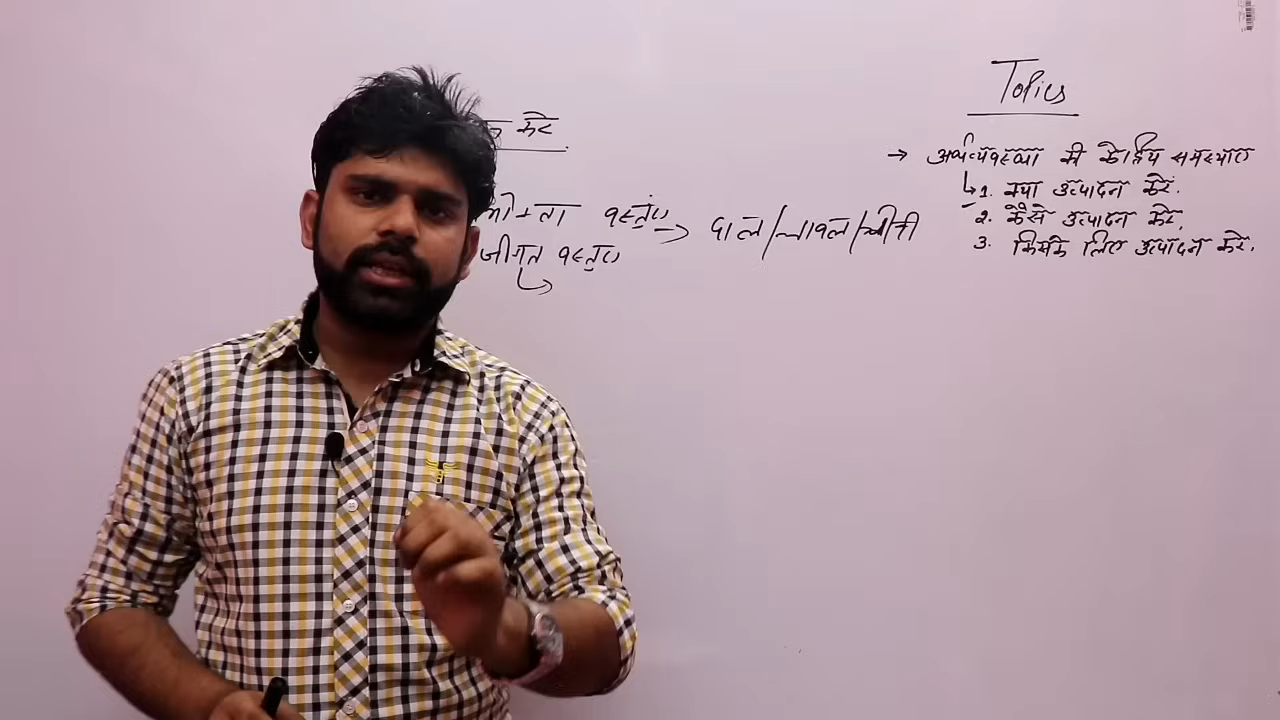 Topics
→ अर्थव्यवस्था की केंद्रीय समस्याए
1. क्या उत्पादन करें.
2. कैसे उत्पादन करें.
3. किसके लिए उत्पादन करें.
करें
वस्तुएं → दाल/चावल/चीनी
वस्तुए